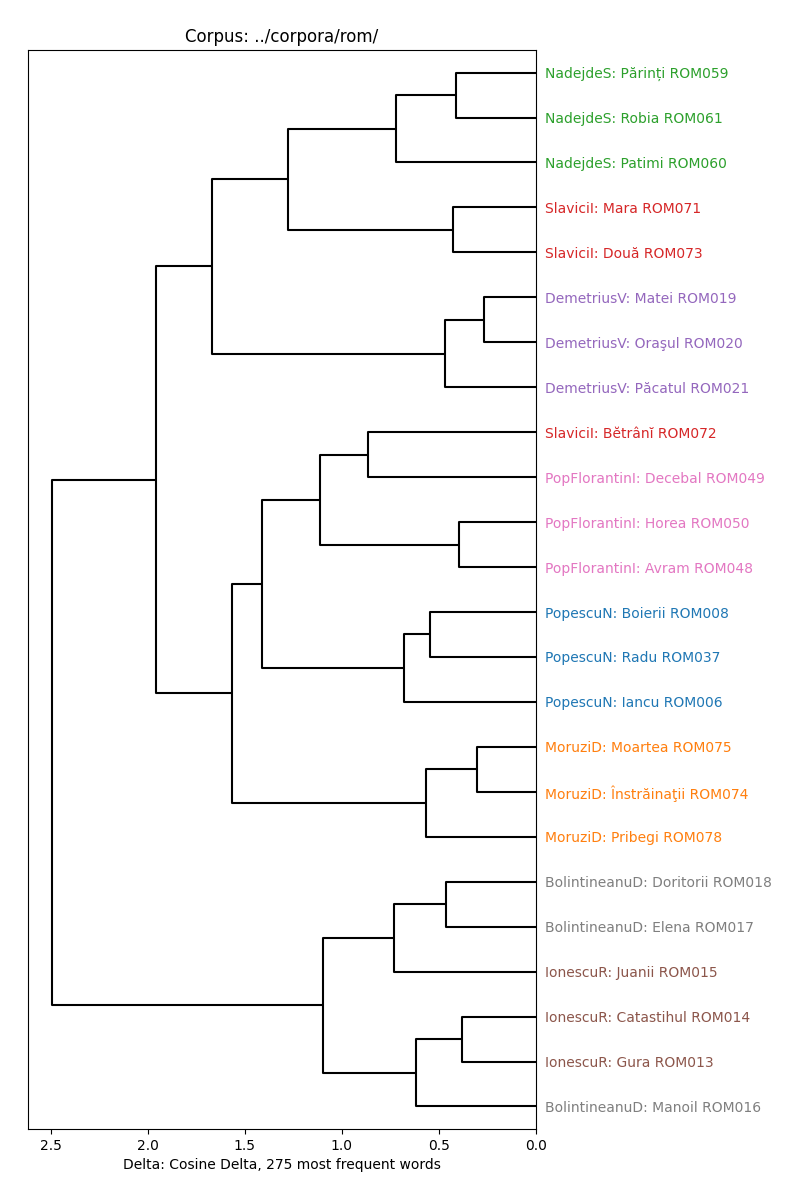 Corpus: ../corpora/rom/
NadejdeS: Părinți ROM059
NadejdeS: Robia ROM061
NadejdeS: Patimi ROM060
SlaviciI: Mara ROM071
SlaviciI: Două ROM073
DemetriusV: Matei ROM019
DemetriusV: Oraşul ROM020
DemetriusV: Păcatul ROM021
SlaviciI: Bĕtrânĭ ROM072
PopFlorantinI: Decebal ROM049
PopFlorantinI: Horea ROM050
PopFlorantinI: Avram ROM048
PopescuN: Boierii ROM008
PopescuN: Radu ROM037
PopescuN: Iancu ROM006
MoruziD: Moartea ROM075
MoruziD: Înstrăinaţii ROM074
MoruziD: Pribegi ROM078
BolintineanuD: Doritorii ROM018
BolintineanuD: Elena ROM017
IonescuR: Juanii ROM015
IonescuR: Catastihul ROM014
IonescuR: Gura ROM013
BolintineanuD: Manoil ROM016
2.5 2.0 1.5 1.0 0.5 0.0
Delta: Cosine Delta, 275 most frequent words